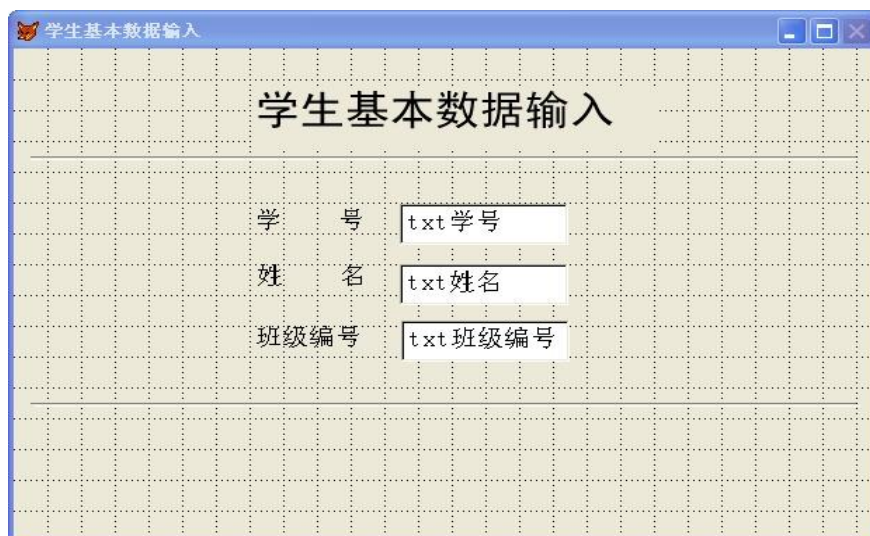 学生基本数据输入
学生基本数据输入
学 号 txt学号
姓 名 txt姓名
班级编号 txt班级编号